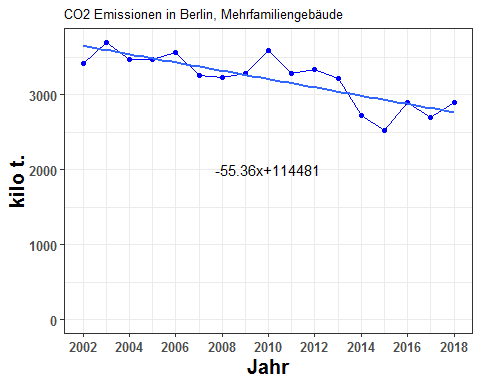 CO2 Emissionen in Berlin, Mehrfamiliengebäude
3000
2000
1000
0
kilo t.
-55.36x+114481
2002 2004 2006 2008 2010 2012 2014 2016 2018
Jahr